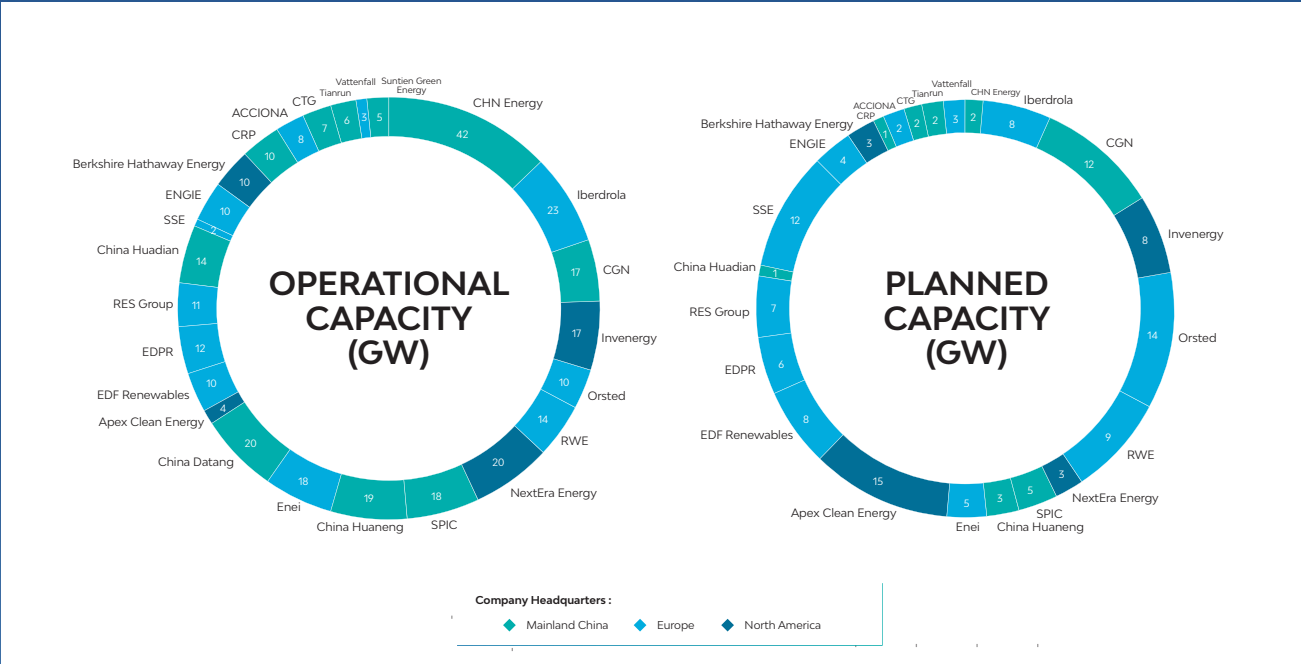 OPERATIONAL
CAPACITY
(GW)
Suntien Green
Energy
CHN Energy
Iberdrola
CGN
Invenergy
Orsted
RWE
NextEra Energy
SPIC
China Huaneng
Enei
China Datang
Apex Clean Energy
EDF Renewables
EDPR
RES Group
China Huadian
SSE
ENGIE
Berkshire Hathaway Energy
CRP
ACCIONA
CTG
Tianrun
Vattenfall
42
23
17
17
10
14
20
18
19
18
20
4
10
12
11
14
2
10
10
10
8
7
6
3
5
PLANNED
CAPACITY
(GW)
CHN Energy
Iberdrola
CGN
Invenergy
Orsted
RWE
NextEra Energy
SPIC
China Huaneng
Enei
Apex Clean Energy
EDF Renewables
EDPR
RES Group
China Huadian
SSE
ENGIE
Berkshire Hathaway Energy
CRP
ACCIONA
CTG
Tianrun
Vattenfall
2
8
12
8
14
9
3
5
3
5
15
8
6
7
1
12
4
3
1
2
2
2
3
Company Headquarters :
Mainland China
Europe
North America